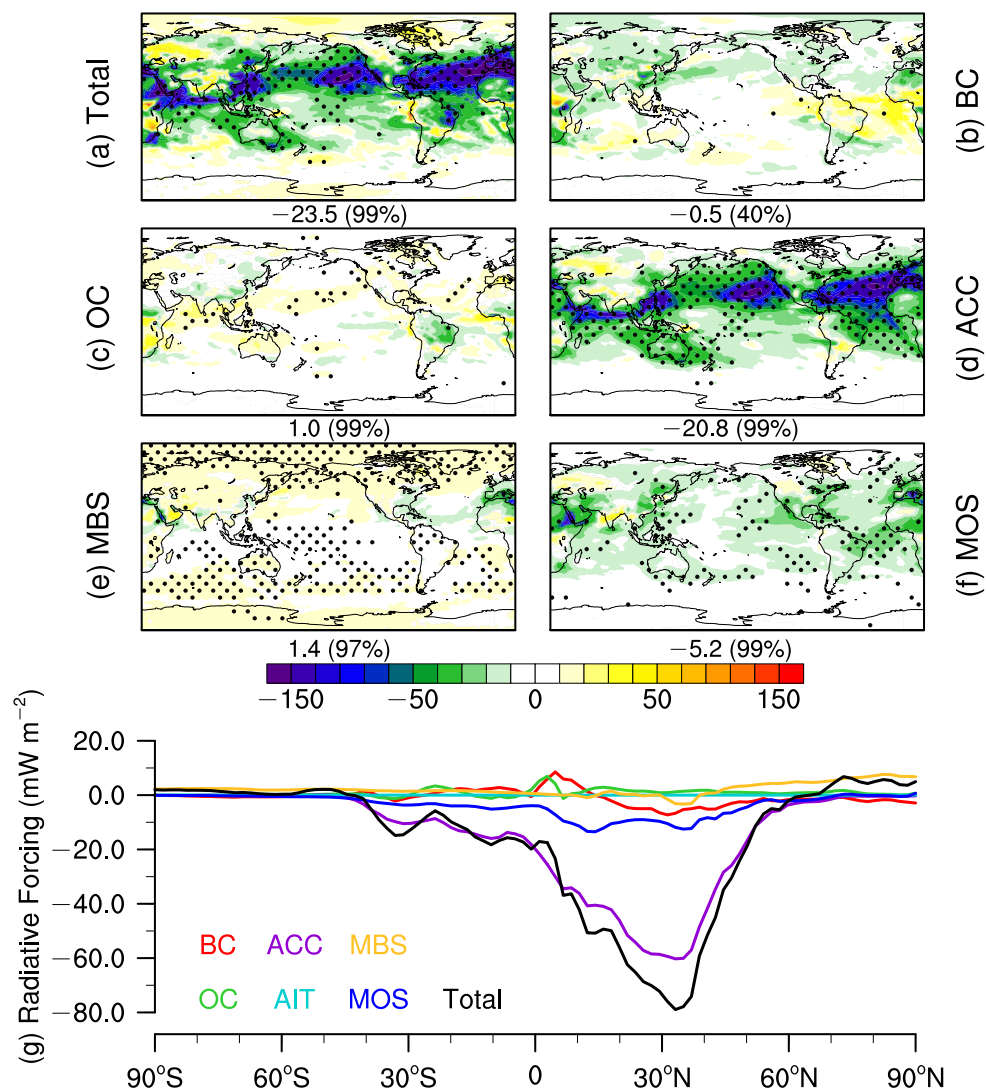 (a) Total
−23.5 (99%)
(b) BC
−0.5 (40%)
(c) OC
1.0 (99%)
(d) ACC
−20.8 (99%)
(e) MBS
1.4 (97%)
(f) MOS
−5.2 (99%)
−150 −50 0 50 150
(g) Radiative Forcing (mW m⁻²)
20.0
0.0
−20.0
−40.0
−60.0
−80.0
BC ACC MBS
OC AIT MOS Total
90°S 60°S 30°S 0 30°N 60°N 90°N